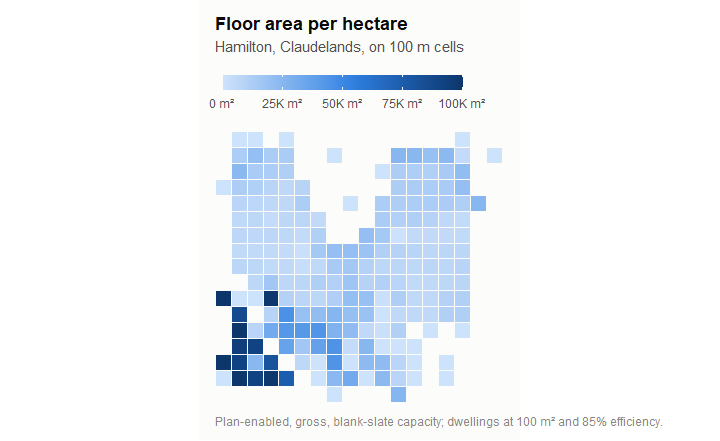 Floor area per hectare
Hamilton, Claudelands, on 100 m cells
0 m² 25K m² 50K m² 75K m² 100K m²
Plan-enabled, gross, blank-slate capacity; dwellings at 100 m² and 85% efficiency.